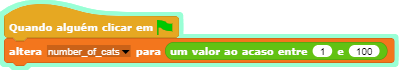 Quando alguém clicar em
altera number_of_cats para um valor ao acaso entre 1 e 100